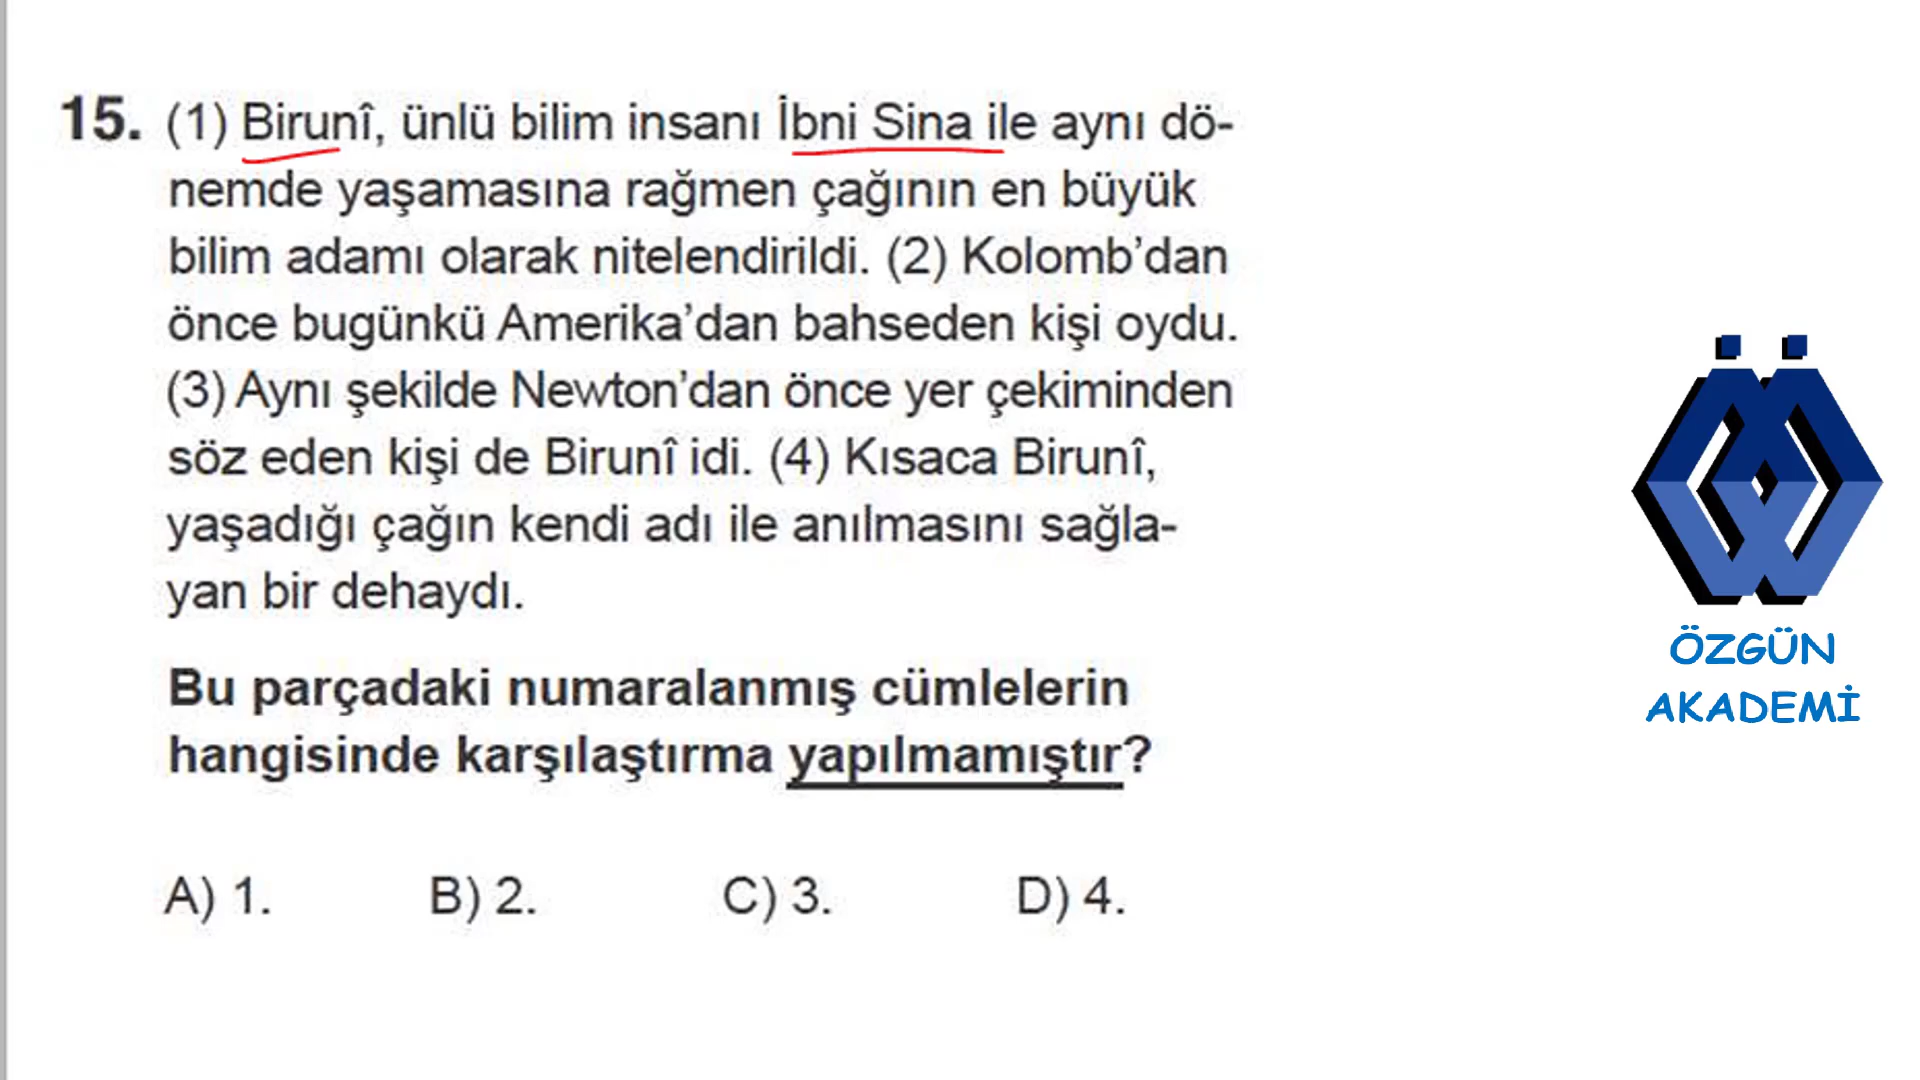 15. (1) Birunî, ünlü bilim insanı İbni Sina ile aynı dö-
nemde yaşamasına rağmen çağının en büyük
bilim adamı olarak nitelendirildi. (2) Kolomb’dan
önce bugünkü Amerika’dan bahseden kişi oydu.
(3) Aynı şekilde Newton’dan önce yer çekiminden
söz eden kişi de Birunî idi. (4) Kısaca Birunî,
yaşadığı çağın kendi adı ile anılmasını sağla-
yan bir dehaydı.
Bu parçadaki numaralanmış cümlelerin
hangisinde karşılaştırma yapılmamıştır?
A) 1. B) 2. C) 3. D) 4.
ÖZGÜN
AKADEMİ